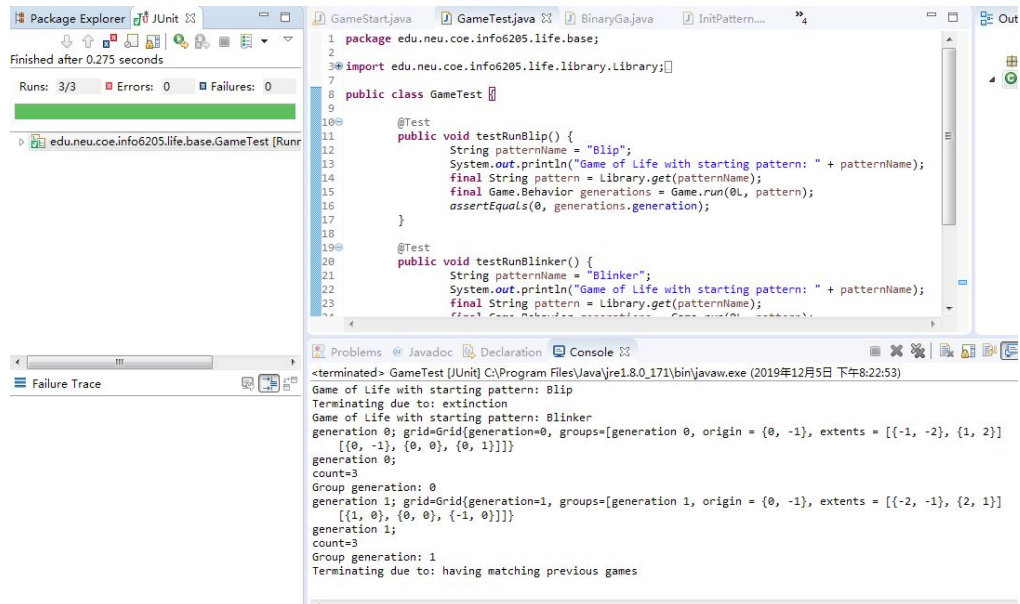 Package Explorer JUnit
Finished after 0.275 seconds
Runs: 3/3 Errors: 0 Failures: 0
edu.neu.coe.info6205.life.base.GameTest [Runr
Failure Trace
GameStart.java GameTest.java BinaryGa.java InitPattern.... »4
Out
1 package edu.neu.coe.info6205.life.base;
2
3 import edu.neu.coe.info6205.life.library.Library;
7
8 public class GameTest {
9
10 @Test
11 public void testRunBlip() {
12 String patternName = "Blip";
13 System.out.println("Game of Life with starting pattern: " + patternName);
14 final String pattern = Library.get(patternName);
15 final Game.Behavior generations = Game.run(0L, pattern);
16 assertEquals(0, generations.generation);
17 }
18
19 @Test
20 public void testRunBlinker() {
21 String patternName = "Blinker";
22 System.out.println("Game of Life with starting pattern: " + patternName);
23 final String pattern = Library.get(patternName);
Problems @ Javadoc Declaration Console
<terminated> GameTest [JUnit] C:\Program Files\Java\jre1.8.0_171\bin\javaw.exe (2019年12月5日 下午8:22:53)
Game of Life with starting pattern: Blip
Terminating due to: extinction
Game of Life with starting pattern: Blinker
generation 0; grid=Grid{generation=0, groups=[generation 0, origin = {0, -1}, extents = [{-1, -2}, {1, 2}]
[{0, -1}, {0, 0}, {0, 1}]]}
generation 0;
count=3
Group generation: 0
generation 1; grid=Grid{generation=1, groups=[generation 1, origin = {0, -1}, extents = [{-2, -1}, {2, 1}]
[{1, 0}, {0, 0}, {-1, 0}]]}
generation 1;
count=3
Group generation: 1
Terminating due to: having matching previous games